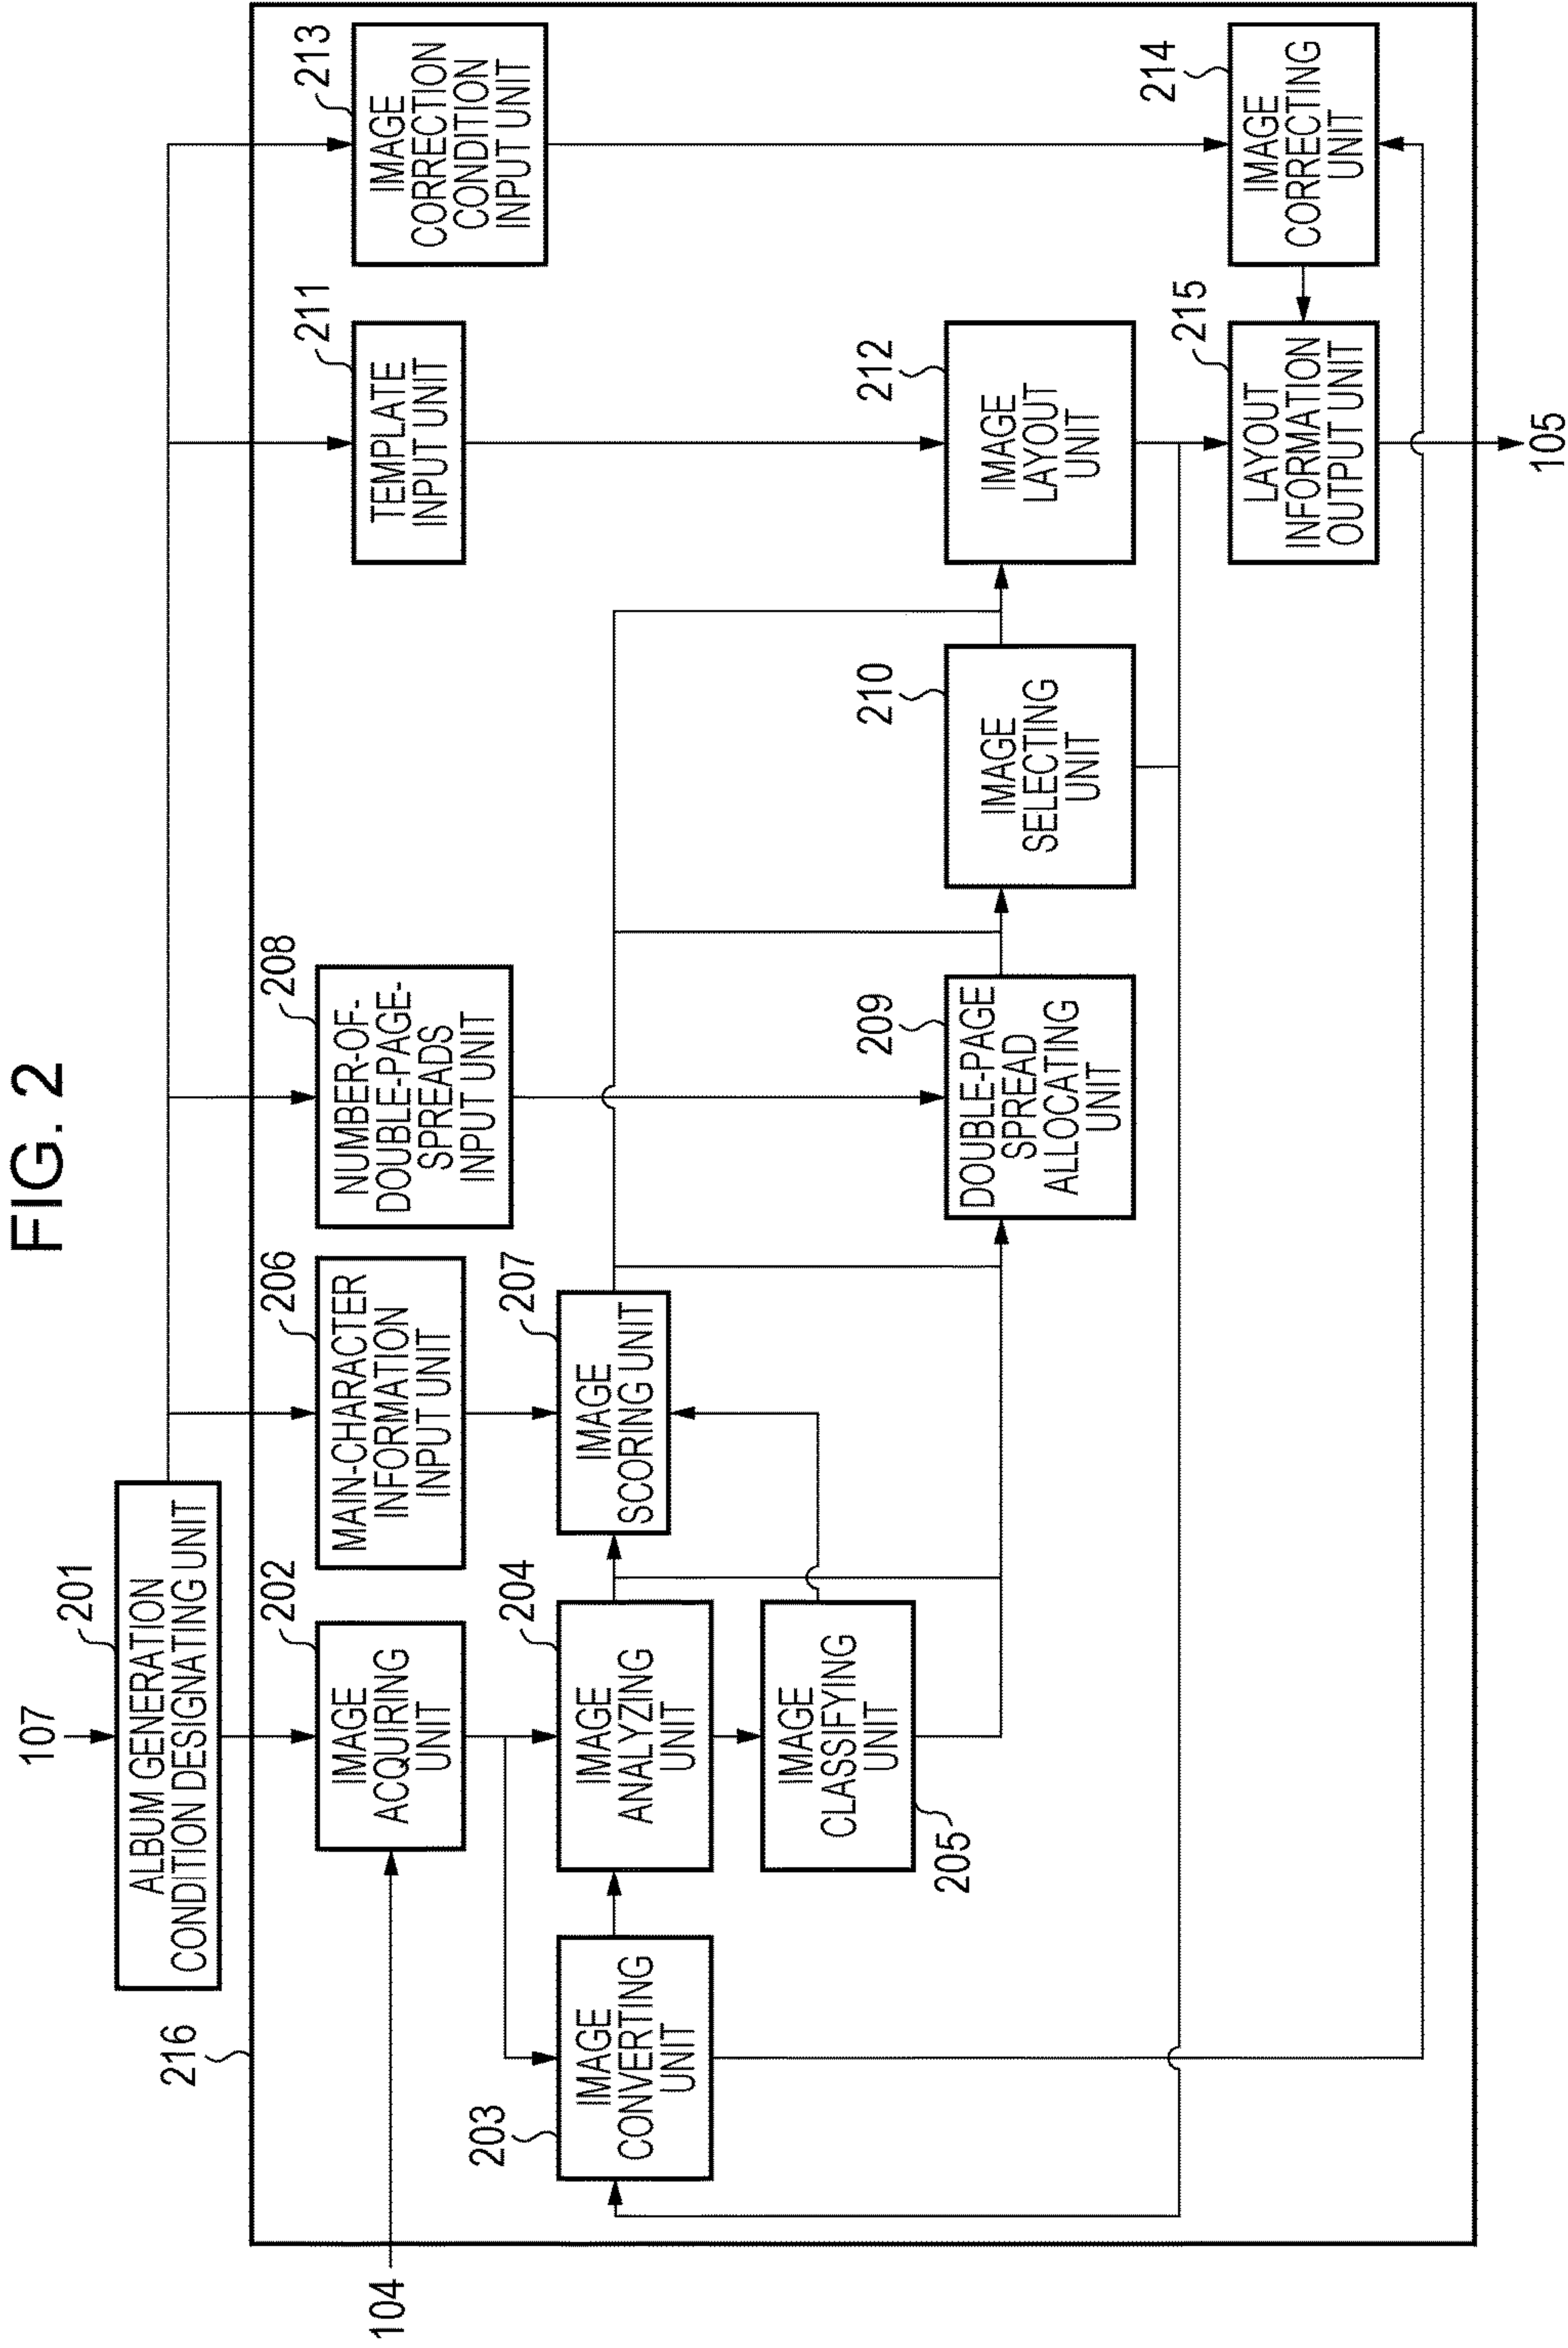 FIG. 2
107
201
ALBUM GENERATION
CONDITION DESIGNATING UNIT
216
104
202
IMAGE
ACQUIRING
UNIT
206
MAIN-CHARACTER
INFORMATION
INPUT UNIT
208
NUMBER-OF-
DOUBLE-PAGE-
SPREADS
INPUT UNIT
211
TEMPLATE
INPUT UNIT
213
IMAGE
CORRECTION
CONDITION
INPUT UNIT
203
IMAGE
CONVERTING
UNIT
204
IMAGE
ANALYZING
UNIT
207
IMAGE
SCORING UNIT
205
IMAGE
CLASSIFYING
UNIT
209
DOUBLE-PAGE
SPREAD
ALLOCATING
UNIT
210
IMAGE
SELECTING
UNIT
212
IMAGE
LAYOUT
UNIT
215
LAYOUT
INFORMATION
OUTPUT UNIT
214
IMAGE
CORRECTING
UNIT
105